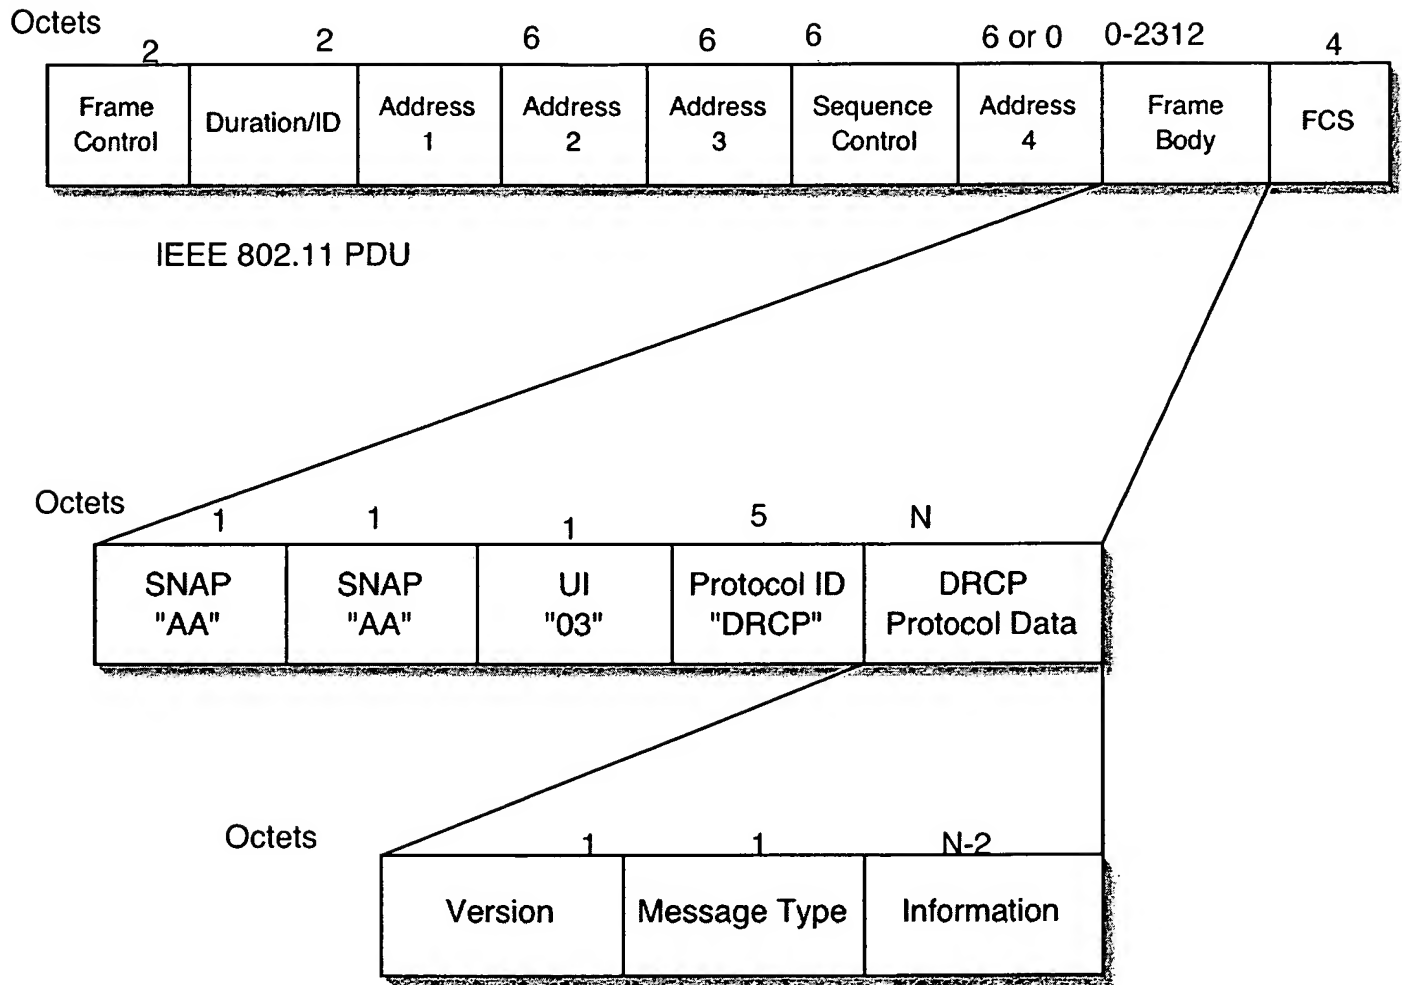 Octets 2 2 6 6 6 6 or 0 0-2312 4
Frame Control Duration/ID Address 1 Address 2 Address 3 Sequence Control Address 4 Frame Body FCS
IEEE 802.11 PDU
Octets 1 1 1 5 N
SNAP "AA" SNAP "AA" UI "03" Protocol ID "DRCP" DRCP Protocol Data
Octets 1 1 N-2
Version Message Type Information